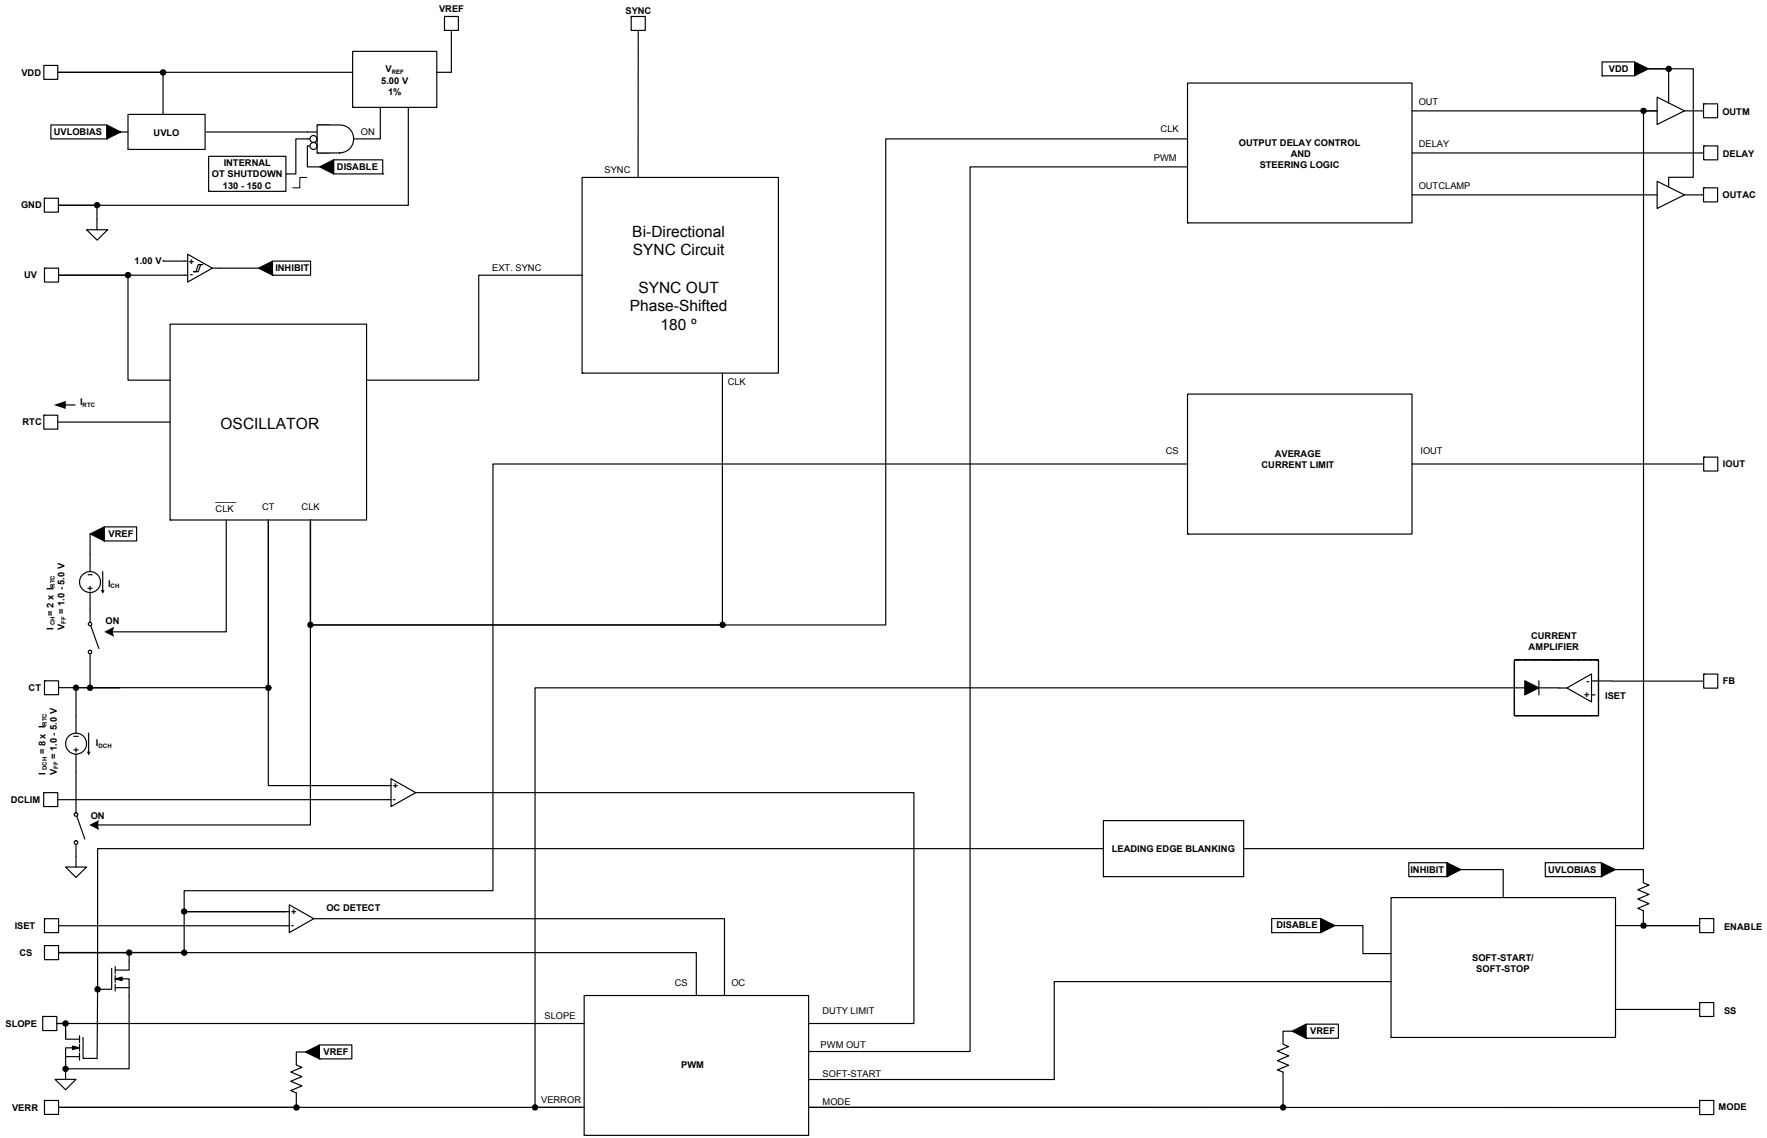 VREF
SYNC
VDD
VREF
5.00 V
1%
UVLOBIAS
UVLO
ON
INTERNAL
OT SHUTDOWN
130 - 150 C
DISABLE
GND
1.00 V
+
-
INHIBIT
UV
SYNC
Bi-Directional
SYNC Circuit
SYNC OUT
Phase-Shifted
180 º
EXT. SYNC
CLK
VDD
OUT
OUTM
CLK
PWM
OUTPUT DELAY CONTROL
AND
STEERING LOGIC
DELAY
DELAY
OUTCLAMP
OUTAC
IRTC
RTC
OSCILLATOR
CLK
CT
CLK
CS
AVERAGE
CURRENT LIMIT
IOUT
IOUT
VREF
I CH = 2 x IRTC
VFF = 1.0 - 5.0 V
-
+
ICH
ON
CT
CURRENT
AMPLIFIER
-
+
ISET
FB
I DCH = 8 x IRTC
VFF = 1.0 - 5.0 V
-
+
IDCH
DCLIM
+
-
ON
LEADING EDGE BLANKING
INHIBIT
UVLOBIAS
OC DETECT
+
-
ISET
CS
DISABLE
SOFT-START/
SOFT-STOP
ENABLE
SS
CS
OC
SLOPE
SLOPE
DUTY LIMIT
PWM OUT
SOFT-START
MODE
PWM
VREF
VREF
VERR
VERROR
MODE